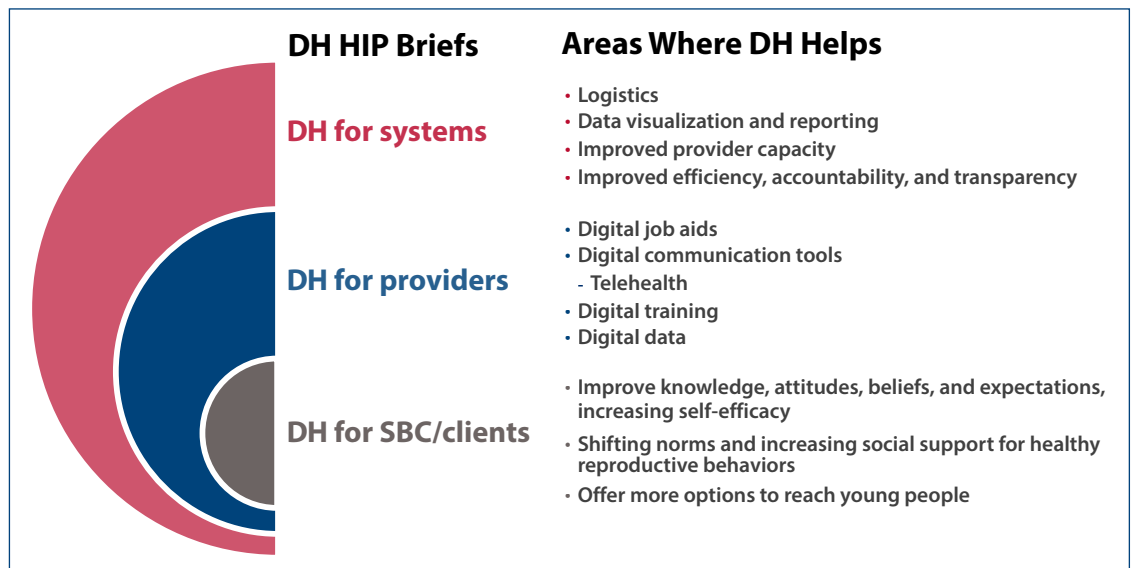 DH HIP Briefs
Areas Where DH Helps
DH for systems
• Logistics
• Data visualization and reporting
• Improved provider capacity
• Improved efficiency, accountability, and transparency
DH for providers
• Digital job aids
• Digital communication tools
- Telehealth
• Digital training
• Digital data
DH for SBC/clients
• Improve knowledge, attitudes, beliefs, and expectations,
increasing self-efficacy
• Shifting norms and increasing social support for healthy
reproductive behaviors
• Offer more options to reach young people